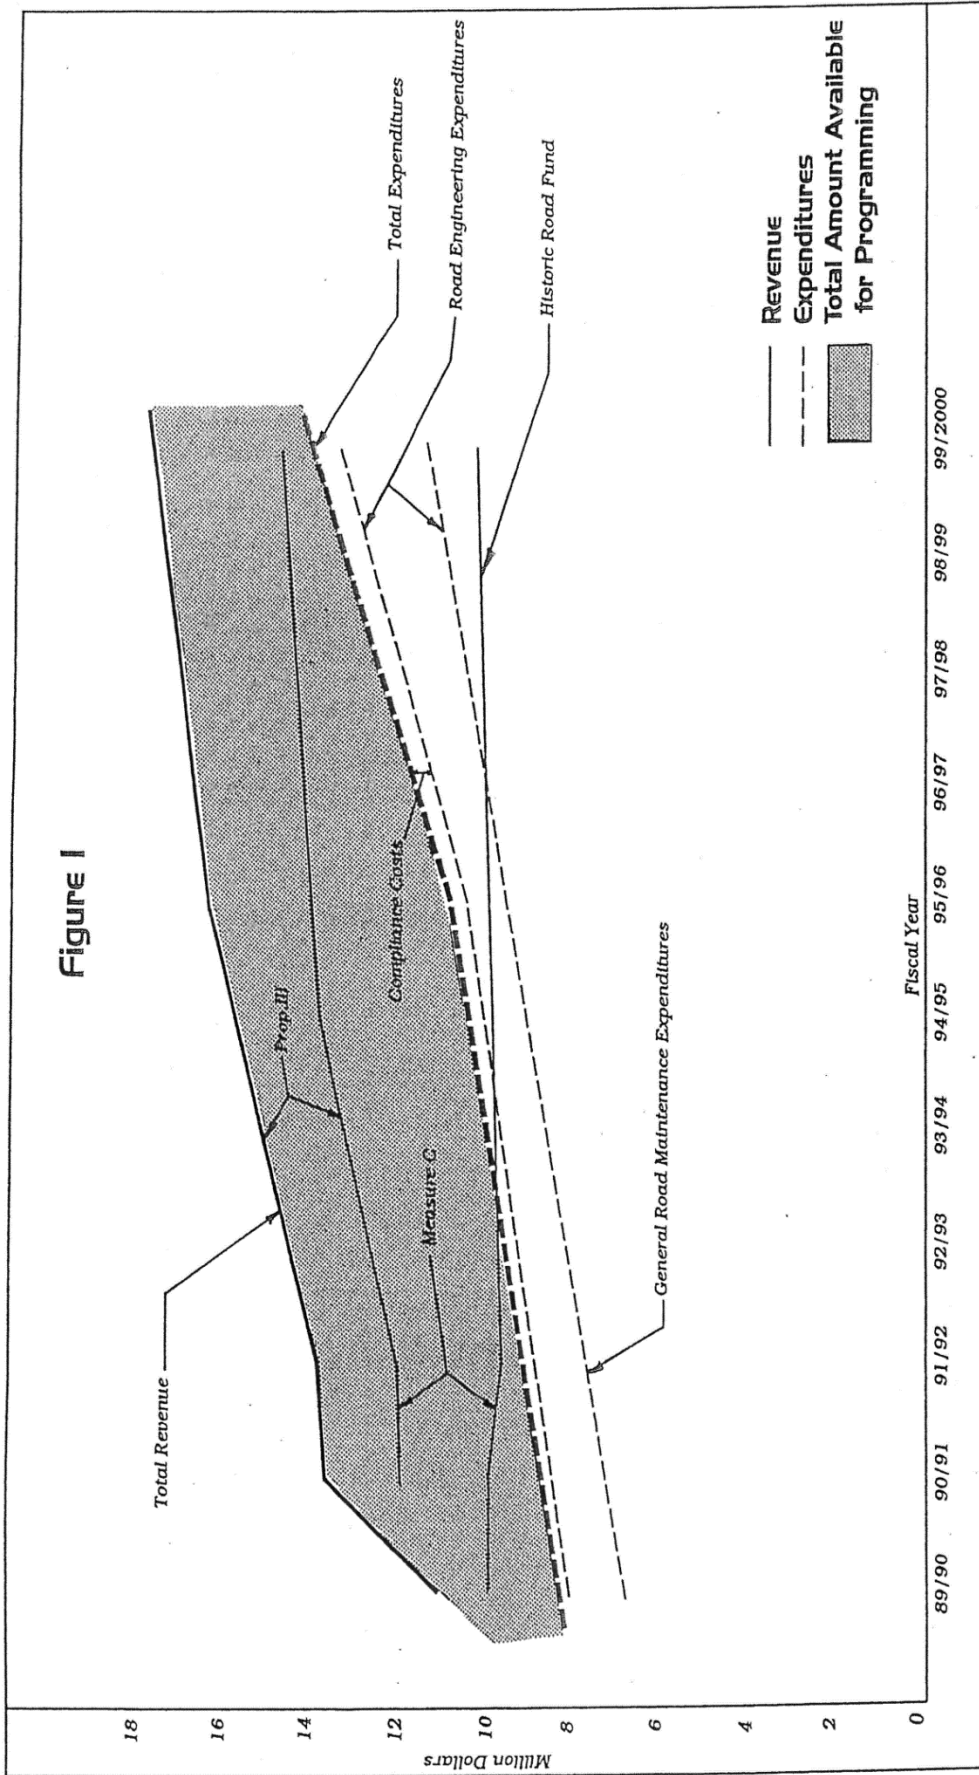 Figure 1
Total Revenue
Prop.III
Total Expenditures
Road Engineering Expenditures
Compliance Costs
Measure C
Historic Road Fund
General Road Maintenance Expenditures
Revenue
Expenditures
Total Amount Available
for Programming
Million Dollars
18
16
14
12
10
8
6
4
2
0
89/90
90/91
91/92
92/93
93/94
94/95
95/96
96/97
97/98
98/99
99/2000
Fiscal Year